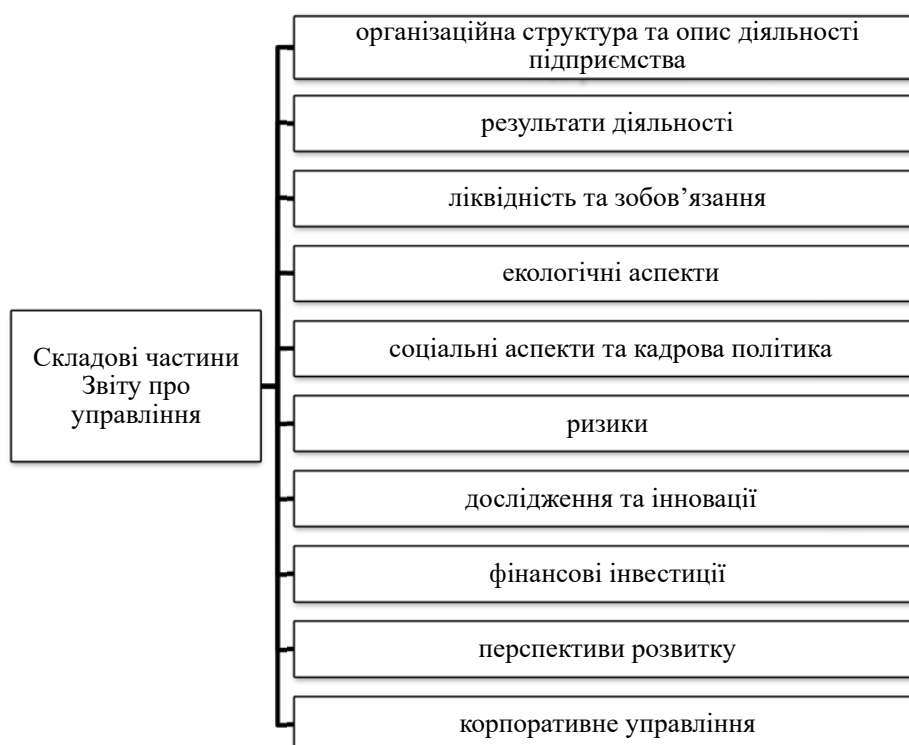 організаційна структура та опис діяльності
підприємства
результати діяльності
ліквідність та зобов’язання
екологічні аспекти
Складові частини
Звіту про
управління
соціальні аспекти та кадрова політика
ризики
дослідження та інновації
фінансові інвестиції
перспективи розвитку
корпоративне управління